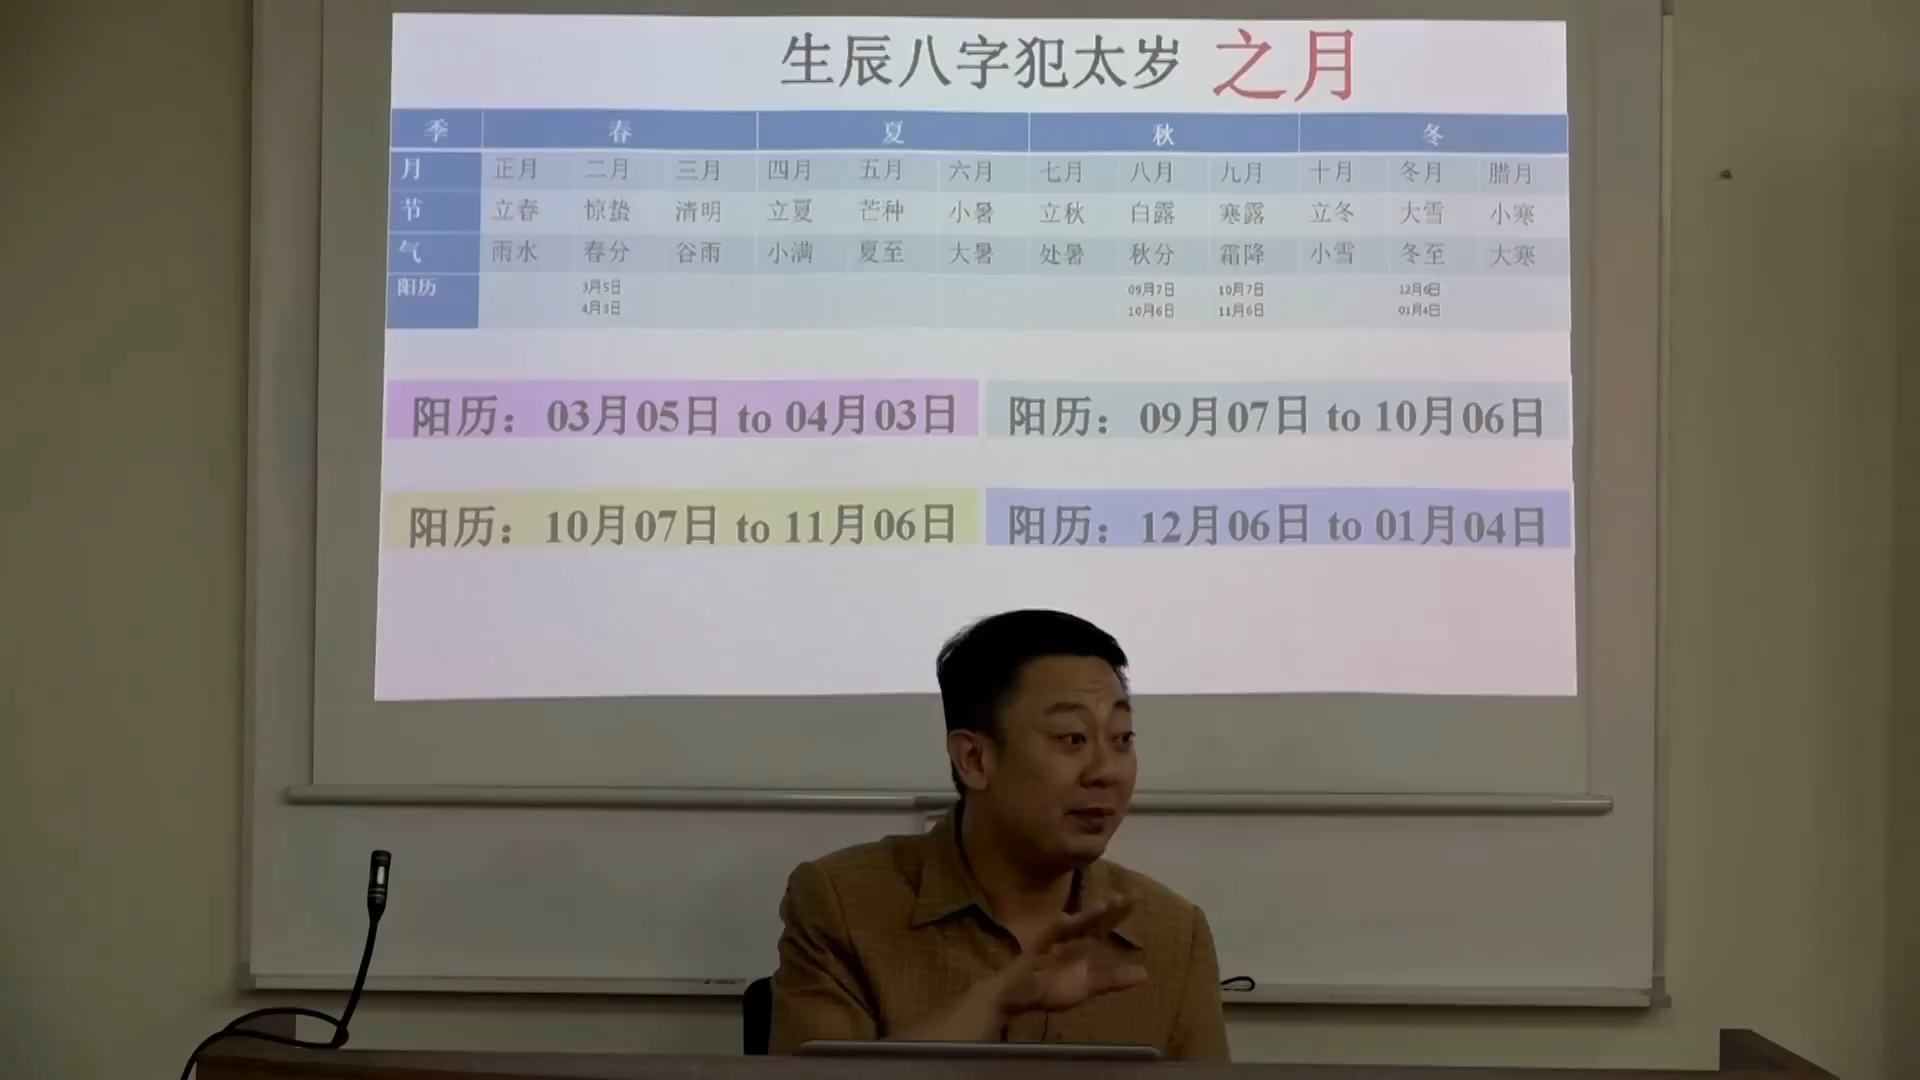 生辰八字犯太岁 之月
季 春 夏 秋 冬
月 正月 二月 三月 四月 五月 六月 七月 八月 九月 十月 冬月 腊月
节 立春 惊蛰 清明 立夏 芒种 小暑 立秋 白露 寒露 立冬 大雪 小寒
气 雨水 春分 谷雨 小满 夏至 大暑 处暑 秋分 霜降 小雪 冬至 大寒
阳历 3月5日 09月7日 10月7日 12月6日
4月3日 10月6日 11月6日 01月4日
阳历：03月05日 to 04月03日
阳历：09月07日 to 10月06日
阳历：10月07日 to 11月06日
阳历：12月06日 to 01月04日